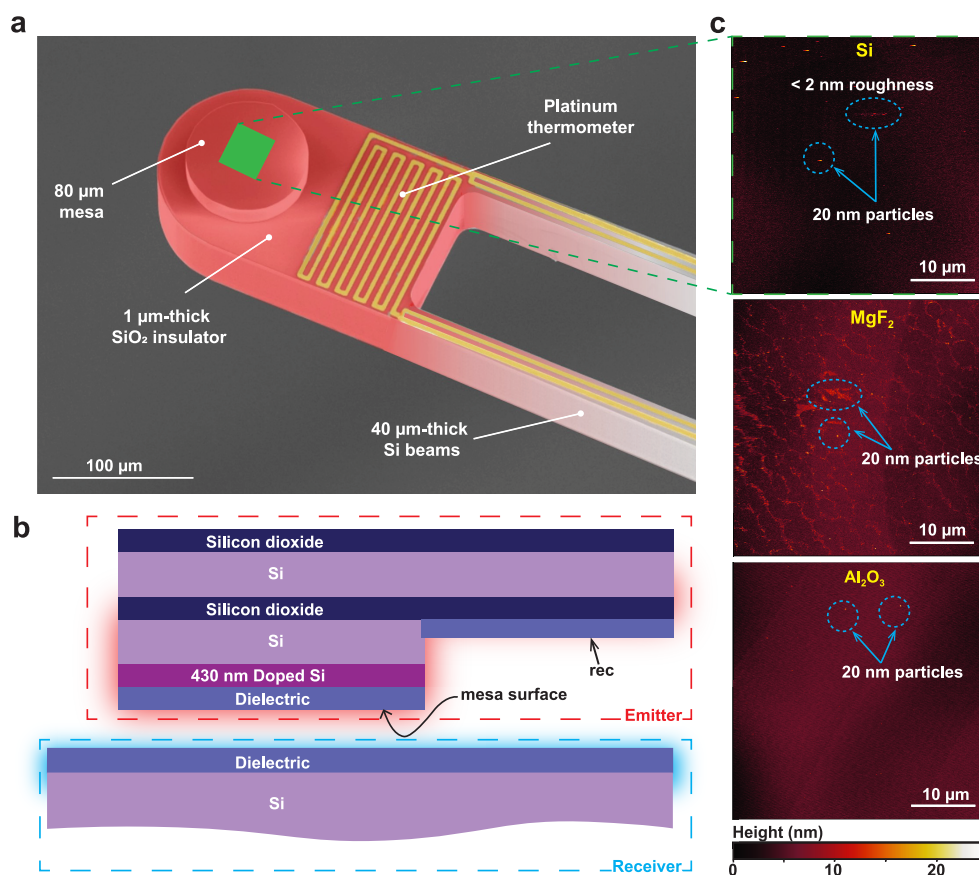 a
Platinum
thermometer
80 µm
mesa
1 µm-thick
SiO₂ insulator
40 µm-thick
Si beams
100 µm
b
Silicon dioxide
Si
Silicon dioxide
Si
430 nm Doped Si
Dielectric
rec
mesa surface
Emitter
Dielectric
Si
Receiver
c
Si
< 2 nm roughness
20 nm particles
10 µm
MgF₂
20 nm particles
10 µm
Al₂O₃
20 nm particles
10 µm
Height (nm)
0 10 20